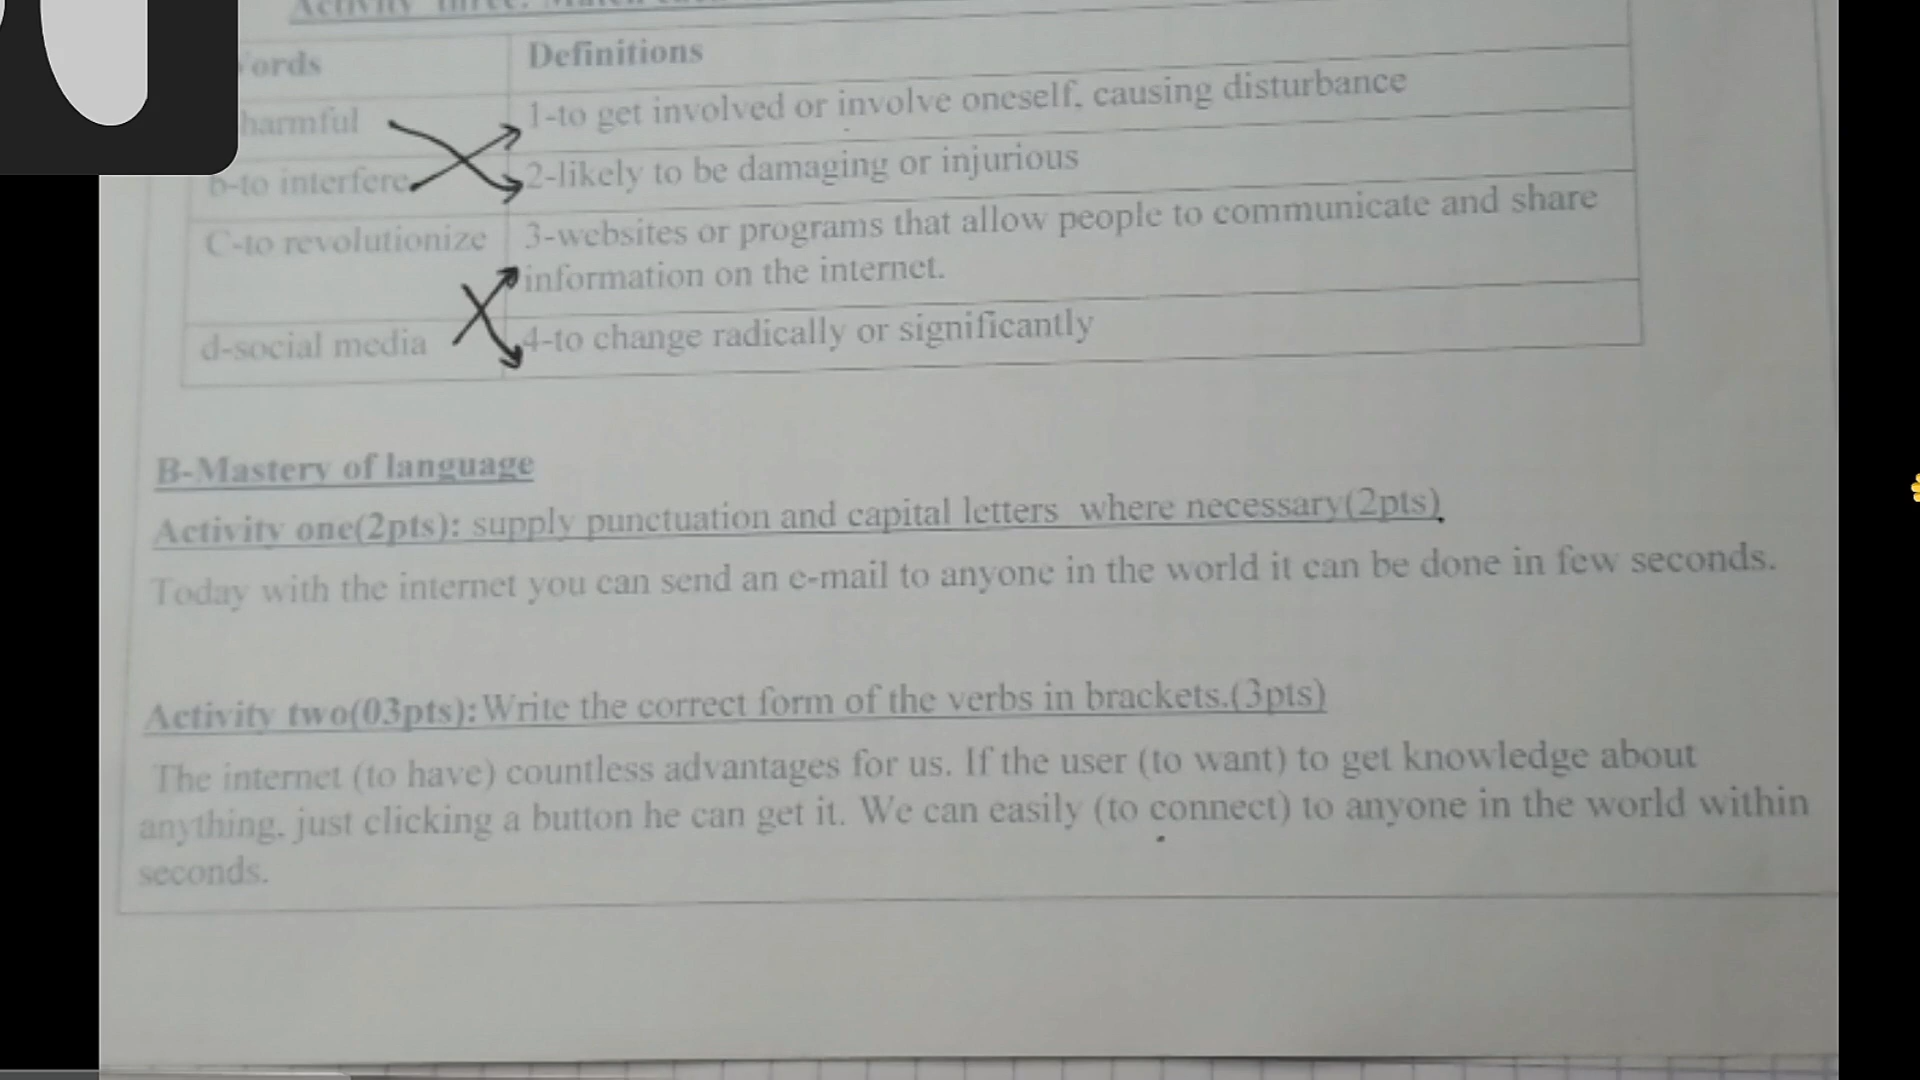 Words Definitions
harmful 1-to get involved or involve oneself, causing disturbance
b-to interfere 2-likely to be damaging or injurious
C-to revolutionize 3-websites or programs that allow people to communicate and share
information on the internet.
d-social media 4-to change radically or significantly
B-Mastery of language
Activity one(2pts): supply punctuation and capital letters where necessary(2pts).
Today with the internet you can send an e-mail to anyone in the world it can be done in few seconds.
Activity two(03pts): Write the correct form of the verbs in brackets.(3pts)
The internet (to have) countless advantages for us. If the user (to want) to get knowledge about
anything, just clicking a button he can get it. We can easily (to connect) to anyone in the world within
seconds.